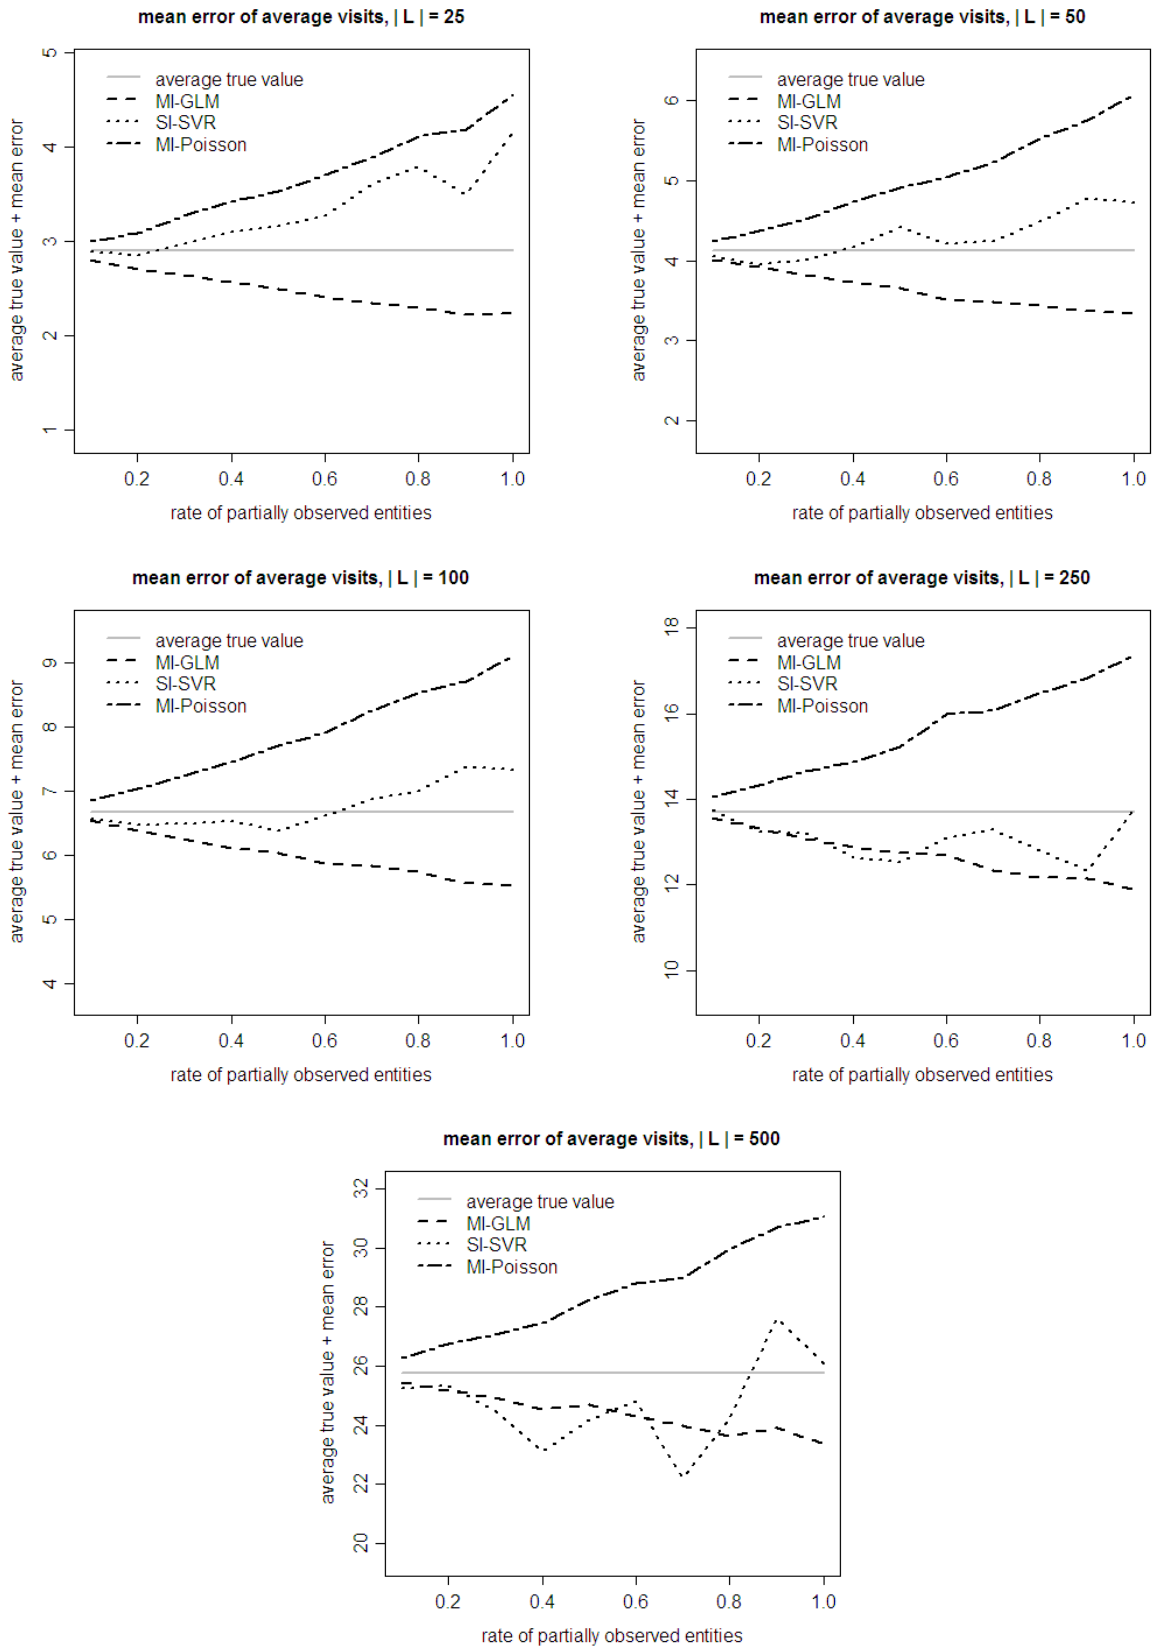 mean error of average visits, | L | = 25
average true value + mean error
5
4
3
2
1
average true value
MI-GLM
SI-SVR
MI-Poisson
0.2 0.4 0.6 0.8 1.0
rate of partially observed entities
mean error of average visits, | L | = 50
average true value + mean error
6
5
4
3
2
average true value
MI-GLM
SI-SVR
MI-Poisson
0.2 0.4 0.6 0.8 1.0
rate of partially observed entities
mean error of average visits, | L | = 100
average true value + mean error
9
8
7
6
5
4
average true value
MI-GLM
SI-SVR
MI-Poisson
0.2 0.4 0.6 0.8 1.0
rate of partially observed entities
mean error of average visits, | L | = 250
average true value + mean error
18
16
14
12
10
average true value
MI-GLM
SI-SVR
MI-Poisson
0.2 0.4 0.6 0.8 1.0
rate of partially observed entities
mean error of average visits, | L | = 500
average true value + mean error
32
30
28
26
24
22
20
average true value
MI-GLM
SI-SVR
MI-Poisson
0.2 0.4 0.6 0.8 1.0
rate of partially observed entities